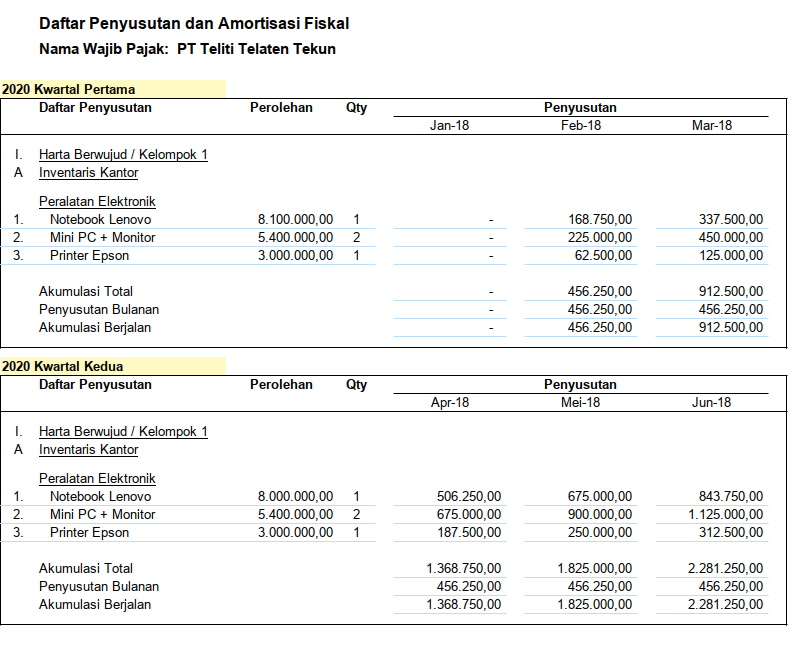 Daftar Penyusutan dan Amortisasi Fiskal
Nama Wajib Pajak: PT Teliti Telaten Tekun
2020 Kwartal Pertama
Daftar Penyusutan Perolehan Qty Penyusutan
Jan-18 Feb-18 Mar-18
I. Harta Berwujud / Kelompok 1
A Inventaris Kantor
Peralatan Elektronik
1. Notebook Lenovo 8.100.000,00 1 - 168.750,00 337.500,00
2. Mini PC + Monitor 5.400.000,00 2 - 225.000,00 450.000,00
3. Printer Epson 3.000.000,00 1 - 62.500,00 125.000,00
Akumulasi Total - 456.250,00 912.500,00
Penyusutan Bulanan - 456.250,00 456.250,00
Akumulasi Berjalan - 456.250,00 912.500,00
2020 Kwartal Kedua
Daftar Penyusutan Perolehan Qty Penyusutan
Apr-18 Mei-18 Jun-18
I. Harta Berwujud / Kelompok 1
A Inventaris Kantor
Peralatan Elektronik
1. Notebook Lenovo 8.000.000,00 1 506.250,00 675.000,00 843.750,00
2. Mini PC + Monitor 5.400.000,00 2 675.000,00 900.000,00 1.125.000,00
3. Printer Epson 3.000.000,00 1 187.500,00 250.000,00 312.500,00
Akumulasi Total 1.368.750,00 1.825.000,00 2.281.250,00
Penyusutan Bulanan 456.250,00 456.250,00 456.250,00
Akumulasi Berjalan 1.368.750,00 1.825.000,00 2.281.250,00